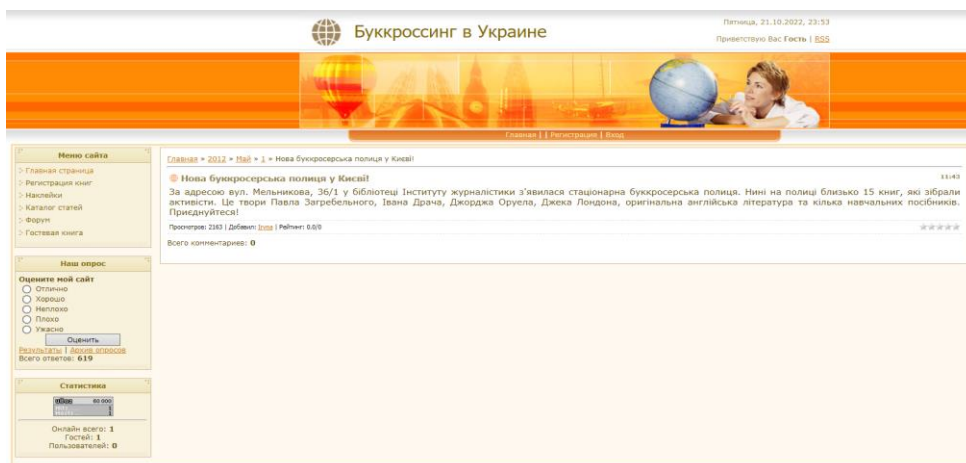 Буккроссинг в Украине
Пятница, 21.10.2022, 23:53
Приветствую Вас Гость | RSS
Главная | | Регистрация | Вход
Меню сайта
Главная страница
Регистрация книг
Наклейки
Каталог статей
Форум
Гостевая книга
Наш опрос
Оцените мой сайт
Отлично
Хорошо
Неплохо
Плохо
Ужасно
Оценить
Результаты | Архив опросов
Всего ответов: 619
Статистика
60 000
Онлайн всего: 1
Гостей: 1
Пользователей: 0
Главная » 2012 » Май » 1 » Нова буккросерська полиця у Києві!
Нова буккросерська полиця у Києві!
11:43
За адресою вул. Мельникова, 36/1 у бібліотеці Інституту журналістики з'явилася стаціонарна буккросерська полиця. Нині на полиці близько 15 книг, які зібрали
активісти. Це твори Павла Загребельного, Івана Драча, Джорджа Оруела, Джека Лондона, оригінальна англійська література та кілька навчальних посібників.
Приєднуйтеся!
Просмотров: 2163 | Добавил: Iryna | Рейтинг: 0.0/0
Всего комментариев: 0